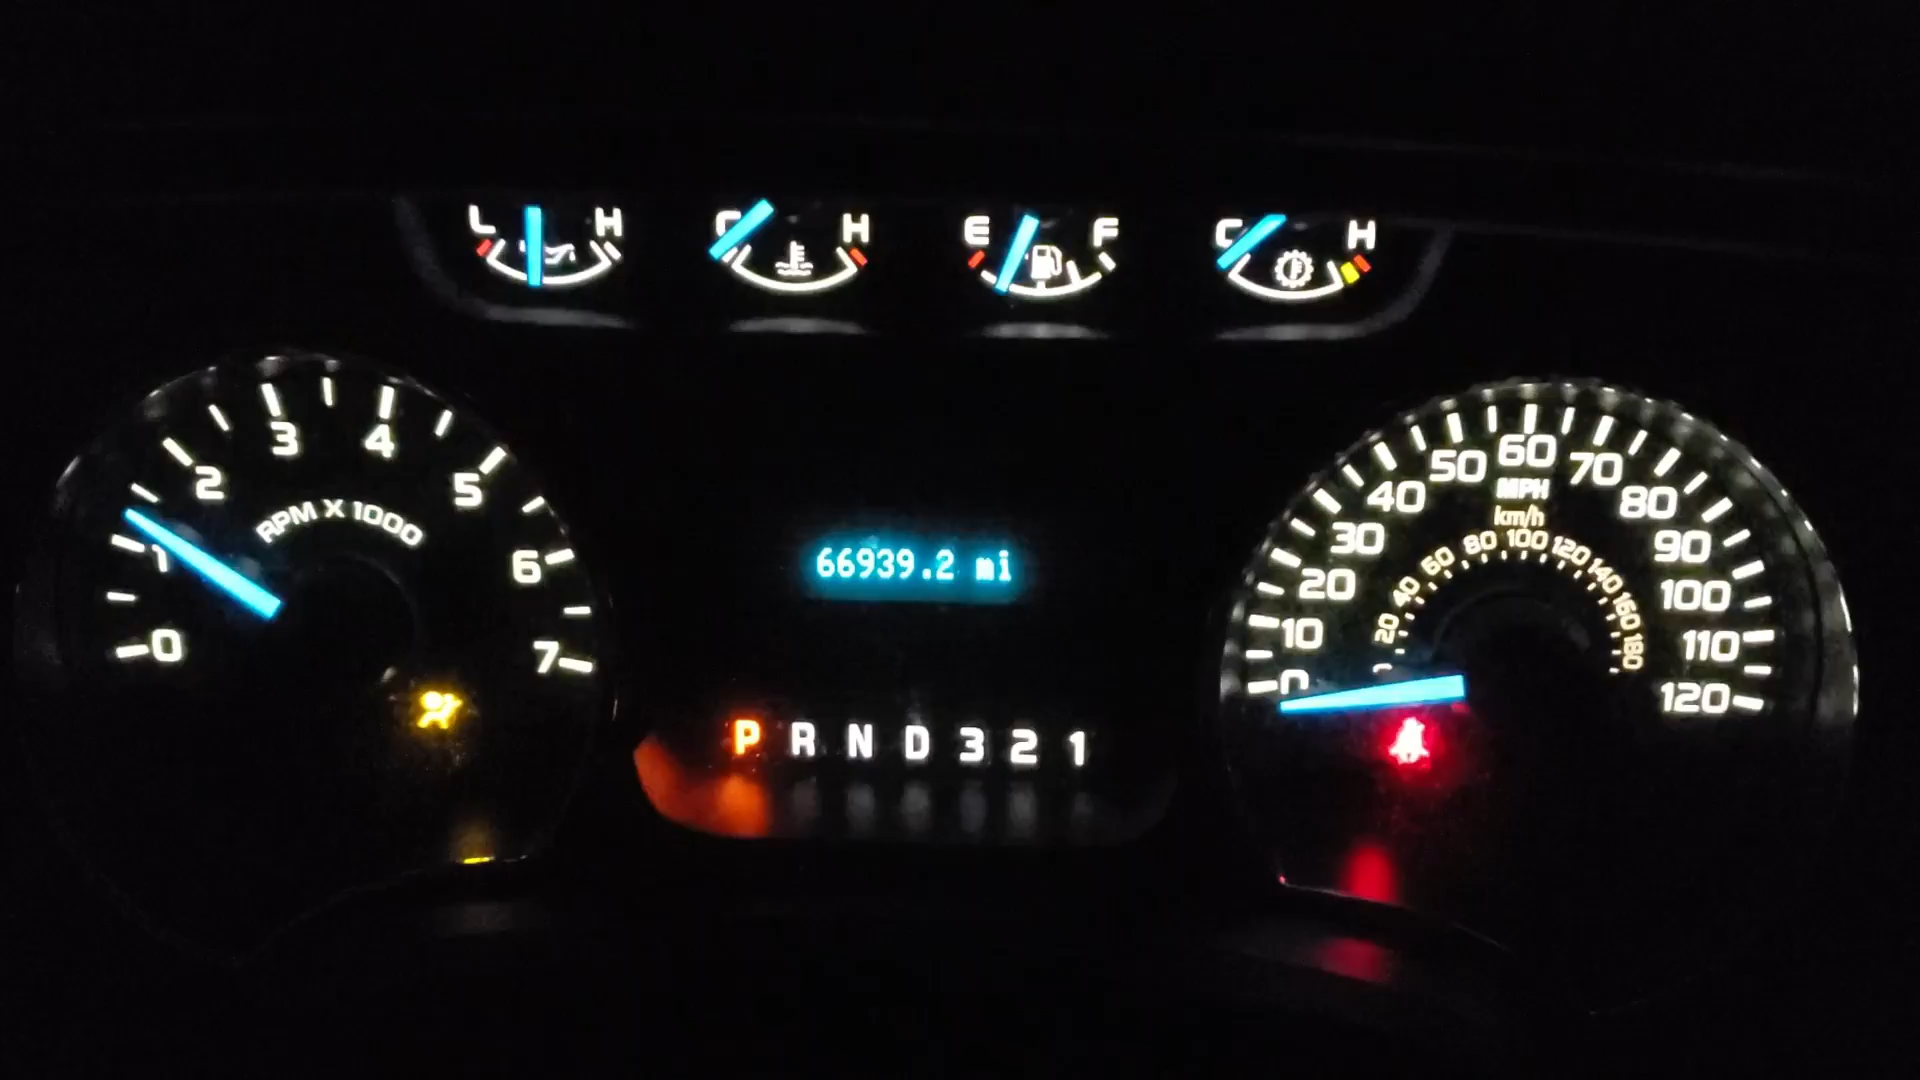 L H C H E F C H
0 1 2 3 4 5 6 7
RPM X 1000
66939.2 mi
P R N D 3 2 1
0 10 20 30 40 50 60 70 80 90 100 110 120
MPH
km/h
20 40 60 80 100 120 140 160 180